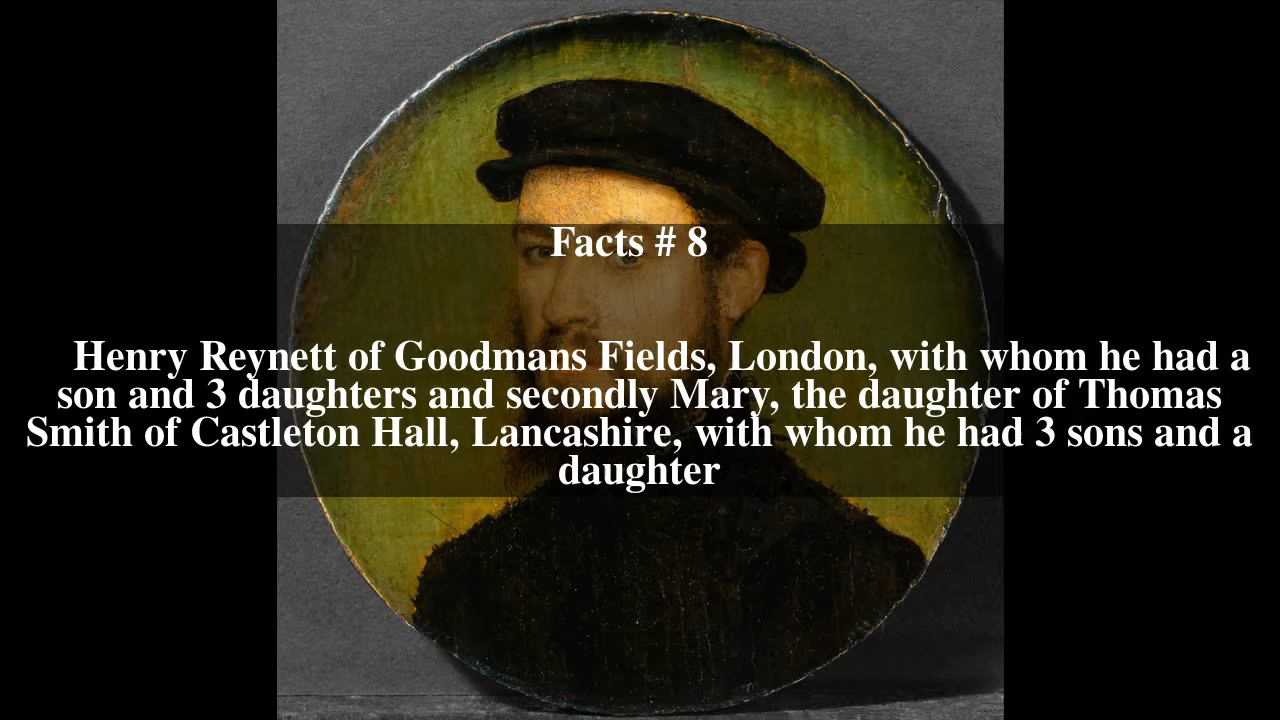 Facts # 8
Henry Reynett of Goodmans Fields, London, with whom he had a
son and 3 daughters and secondly Mary, the daughter of Thomas
Smith of Castleton Hall, Lancashire, with whom he had 3 sons and a
daughter